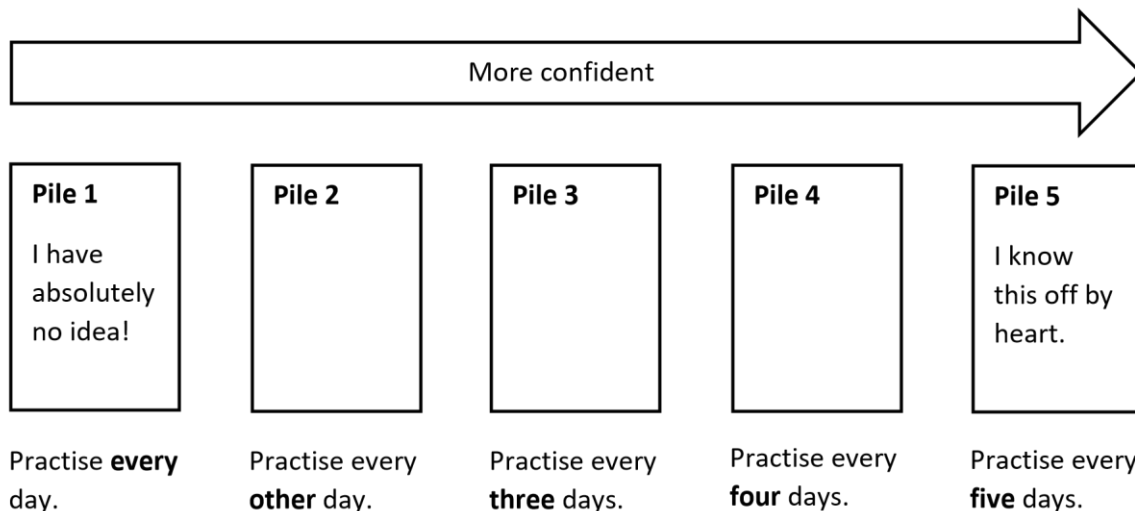 More confident
Pile 1
I have
absolutely
no idea!
Practise every
day.
Pile 2
Practise every
other day.
Pile 3
Practise every
three days.
Pile 4
Practise every
four days.
Pile 5
I know
this off by
heart.
Practise every
five days.